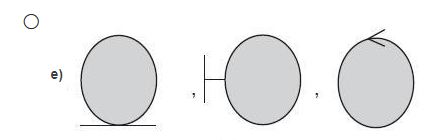 e) , ,